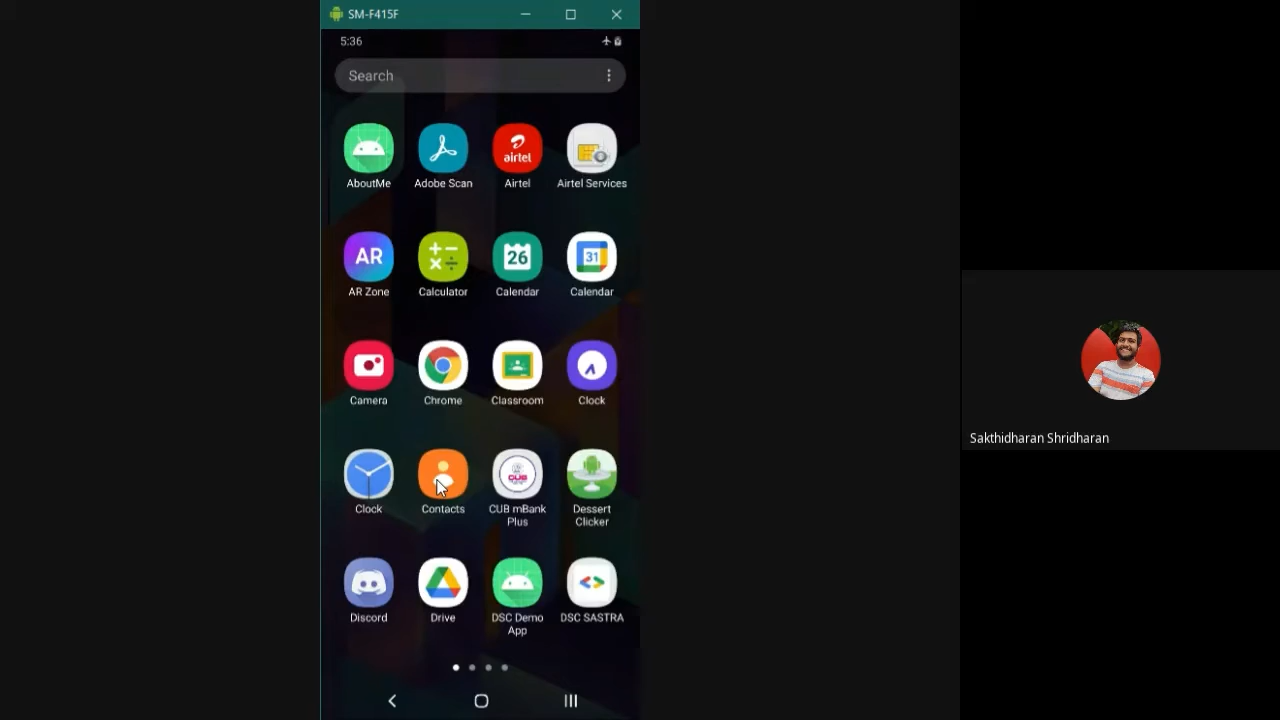 SM-F415F
5:36
Search
airtel
AboutMe
Adobe Scan
Airtel
Airtel Services
AR
26
31
AR Zone
Calculator
Calendar
Calendar
Camera
Chrome
Classroom
Clock
CUB
Clock
Contacts
CUB mBank
Plus
Dessert
Clicker
Discord
Drive
DSC Demo
App
DSC SASTRA
Sakthidharan Shridharan